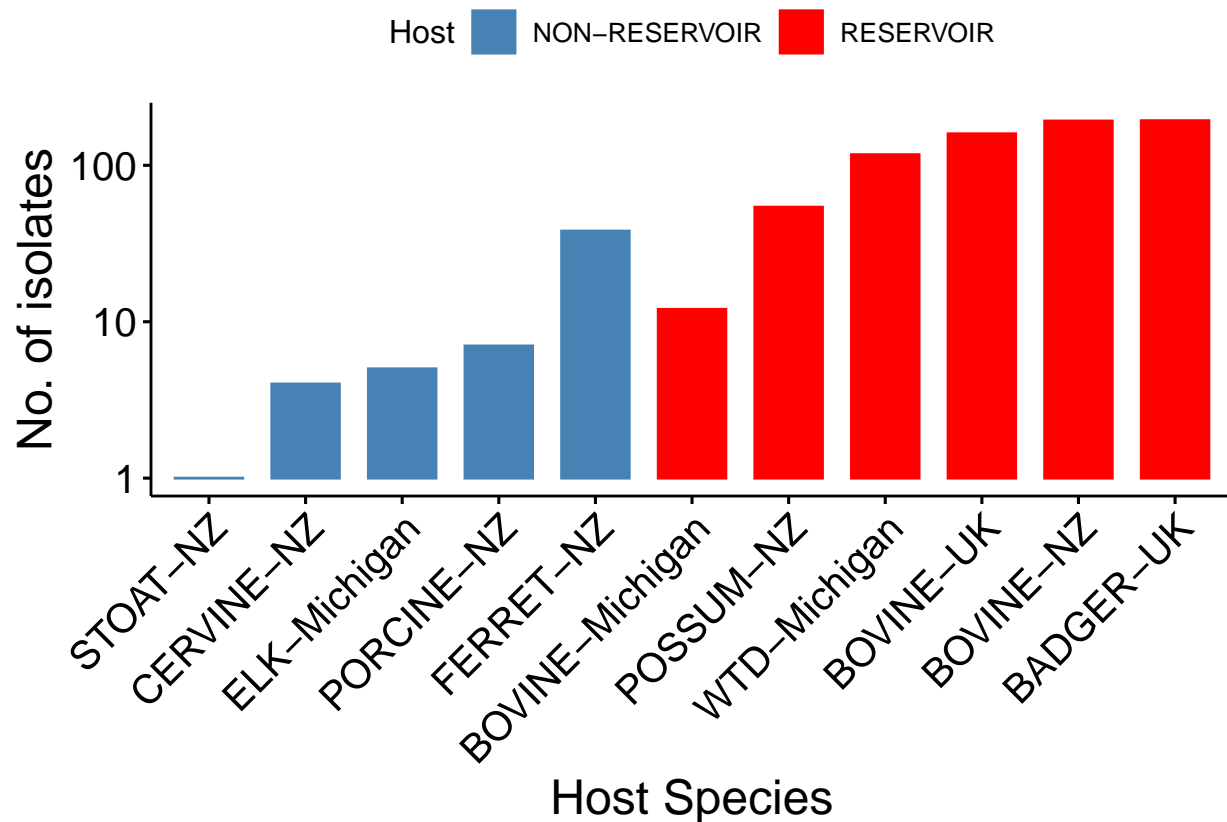 Host NON−RESERVOIR RESERVOIR
No. of isolates
100
10
1
STOAT−NZ
CERVINE−NZ
ELK−Michigan
PORCINE−NZ
FERRET−NZ
BOVINE−Michigan
POSSUM−NZ
WTD−Michigan
BOVINE−UK
BOVINE−NZ
BADGER−UK
Host Species